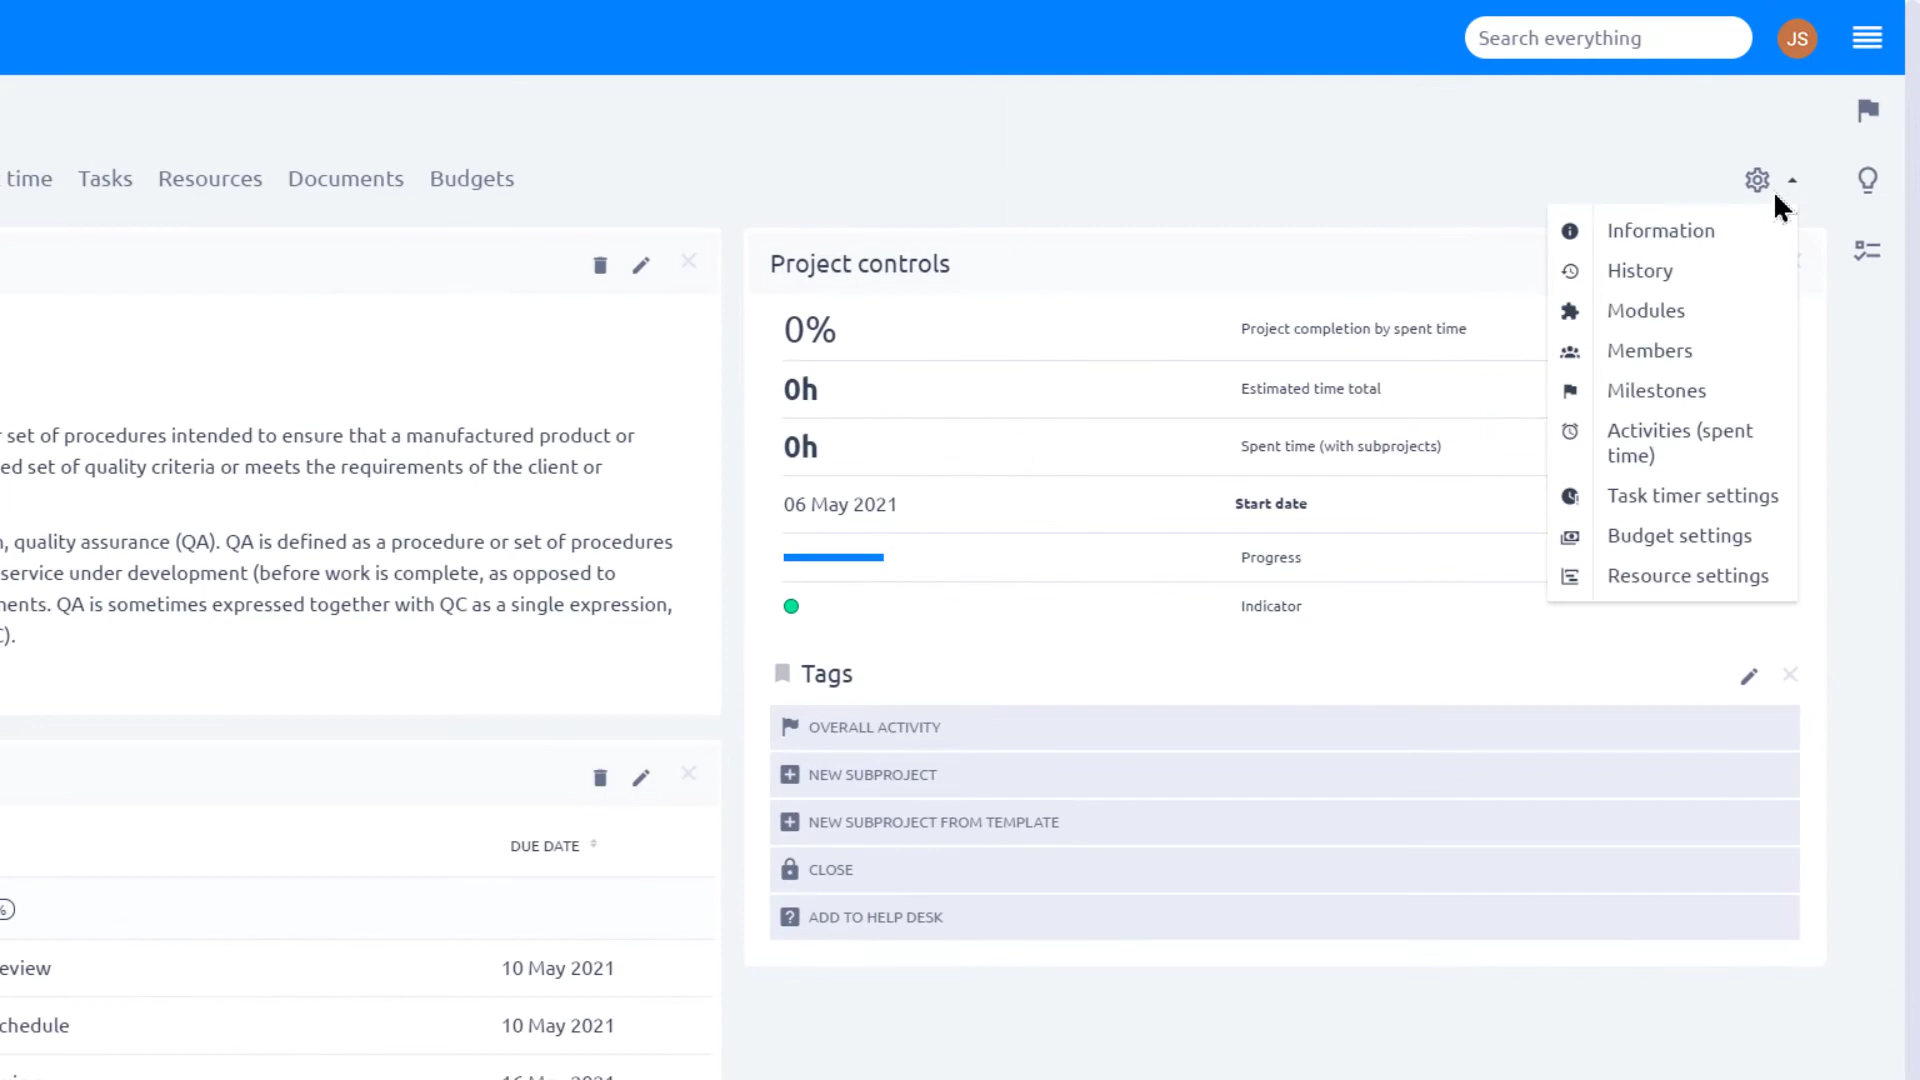 Search everything
JS
time Tasks Resources Documents Budgets
Information
History
Modules
Members
Milestones
Activities (spent
time)
Task timer settings
Budget settings
Resource settings
set of procedures intended to ensure that a manufactured product or
ed set of quality criteria or meets the requirements of the client or
, quality assurance (QA). QA is defined as a procedure or set of procedures
service under development (before work is complete, as opposed to
ents. QA is sometimes expressed together with QC as a single expression,
).
DUE DATE
%
eview 10 May 2021
chedule 10 May 2021
Project controls
0% Project completion by spent time
0h Estimated time total
0h Spent time (with subprojects)
06 May 2021 Start date
Progress
Indicator
Tags
OVERALL ACTIVITY
NEW SUBPROJECT
NEW SUBPROJECT FROM TEMPLATE
CLOSE
ADD TO HELP DESK